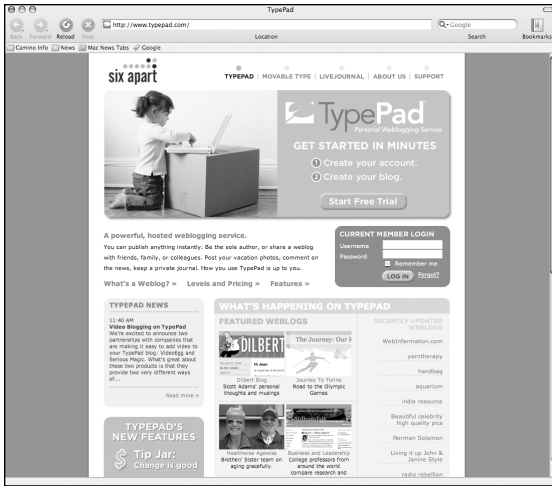 TypePad
http://www.typepad.com/
Google
Back Forward Reload Stop Location Search Bookmarks
Camino Info News Mac News Tabs Google
six apart
TYPEPAD | MOVABLE TYPE | LIVEJOURNAL | ABOUT US | SUPPORT
TypePad
Personal Weblogging Service
GET STARTED IN MINUTES
1 Create your account.
2 Create your blog.
Start Free Trial
A powerful, hosted weblogging service.
You can publish anything instantly. Be the sole author, or share a weblog
with friends, family, or colleagues. Post your vacation photos, comment on
the news, keep a private journal. How you use TypePad is up to you.
What's a Weblog? » Levels and Pricing » Features »
CURRENT MEMBER LOGIN
Username
Password
Remember me
LOG IN Forgot?
TYPEPAD NEWS
11:40 AM
Video Blogging on TypePad
We're excited to announce two
partnerships with companies that
are making it easy to add video to
your TypePad blog: VideoEgg and
Serious Magic. What's great about
these two products is that they
provide two very different ways
of...
Read more »
TYPEPAD'S
NEW FEATURES
$ Tip Jar:
Change is good
WHAT'S HAPPENING ON TYPEPAD
FEATURED WEBLOGS
DILBERT
Dilbert Blog
Scott Adams' personal
thoughts and musings
The Journey: Our
Journey To Torino
Road to the Olympic
Games
Healthwise Agewise
Brother/ Sister team on
aging gracefully.
Business and Leadership
College professors from
around the world
compare research and
RECENTLY UPDATED
WEBLOGS
WebInformation.com
yarntherapy
handbag
aquarium
india resource
Beautiful celebrity
high quality pics
Norman Solomon
Living it up John &
Janine Style
radio rebellion